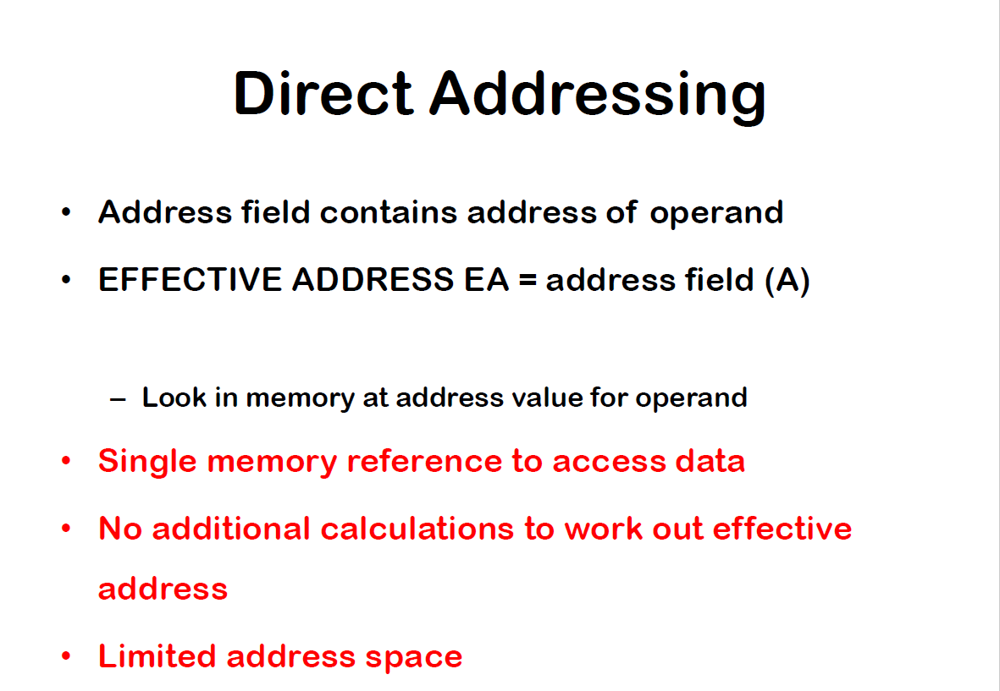 Direct Addressing
• Address field contains address of operand
• EFFECTIVE ADDRESS EA = address field (A)
– Look in memory at address value for operand
• Single memory reference to access data
• No additional calculations to work out effective
address
• Limited address space